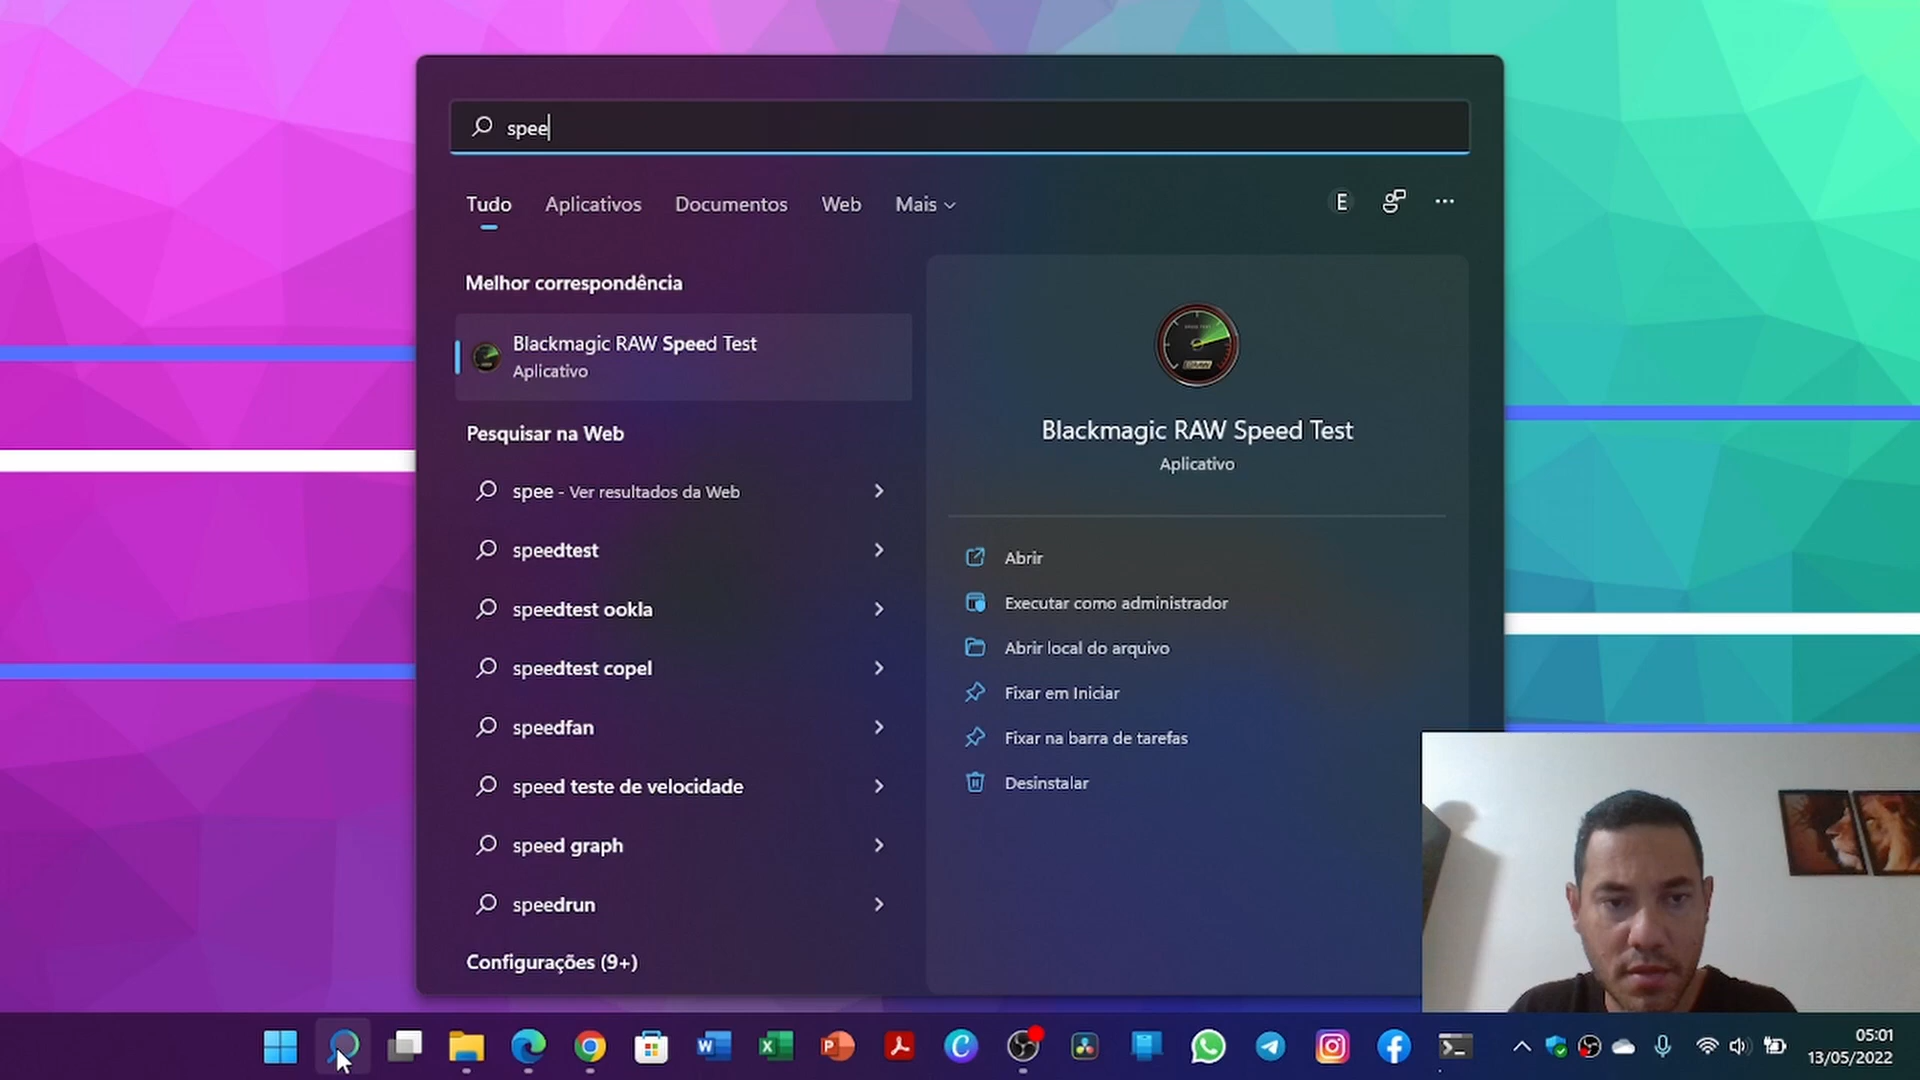 spee
Tudo Aplicativos Documentos Web Mais
E
Melhor correspondência
Blackmagic RAW Speed Test
Aplicativo
Pesquisar na Web
spee - Ver resultados da Web
speedtest
speedtest ookla
speedtest copel
speedfan
speed teste de velocidade
speed graph
speedrun
Configurações (9+)
Blackmagic RAW Speed Test
Aplicativo
Abrir
Executar como administrador
Abrir local do arquivo
Fixar em Iniciar
Fixar na barra de tarefas
Desinstalar
05:01
13/05/2022